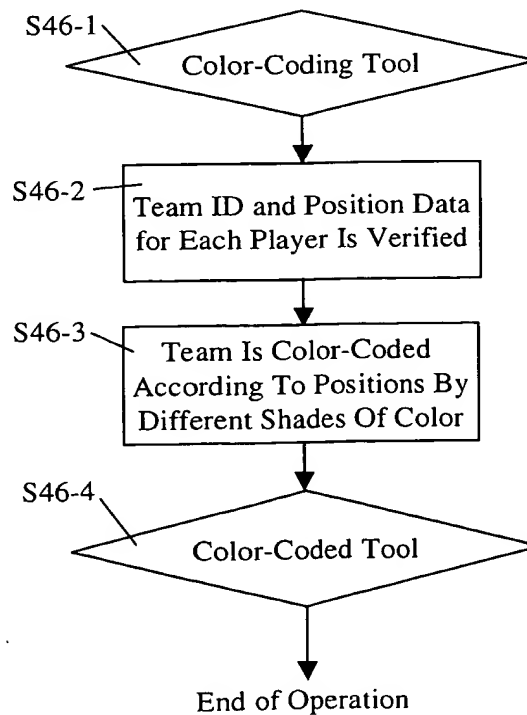 S46-1
Color-Coding Tool
S46-2
Team ID and Position Data
for Each Player Is Verified
S46-3
Team Is Color-Coded
According To Positions By
Different Shades Of Color
S46-4
Color-Coded Tool
End of Operation